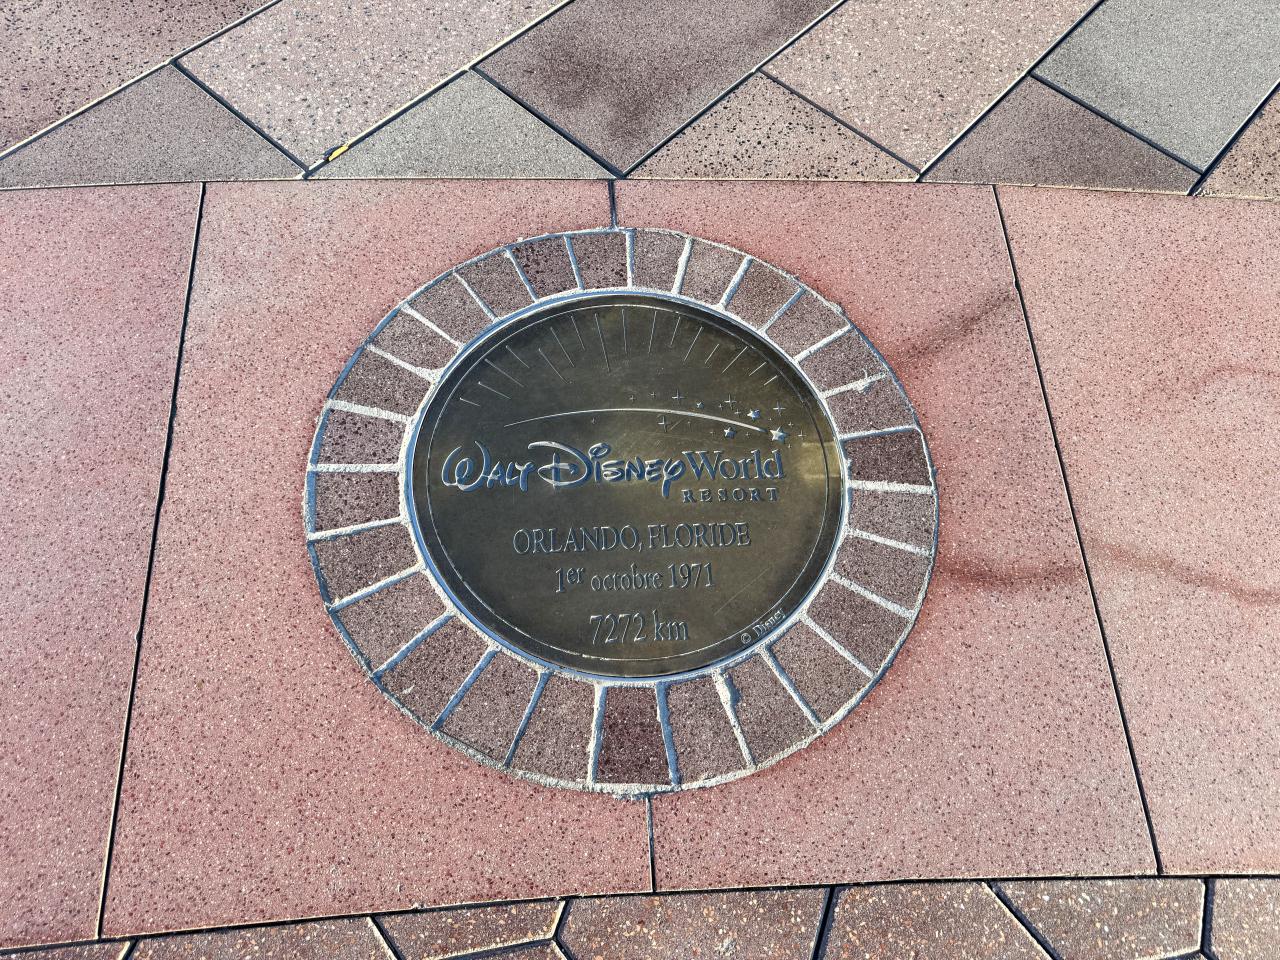 WALT DISNEY World
RESORT
ORLANDO, FLORIDE
1er octobre 1971
7272 km
© Disney